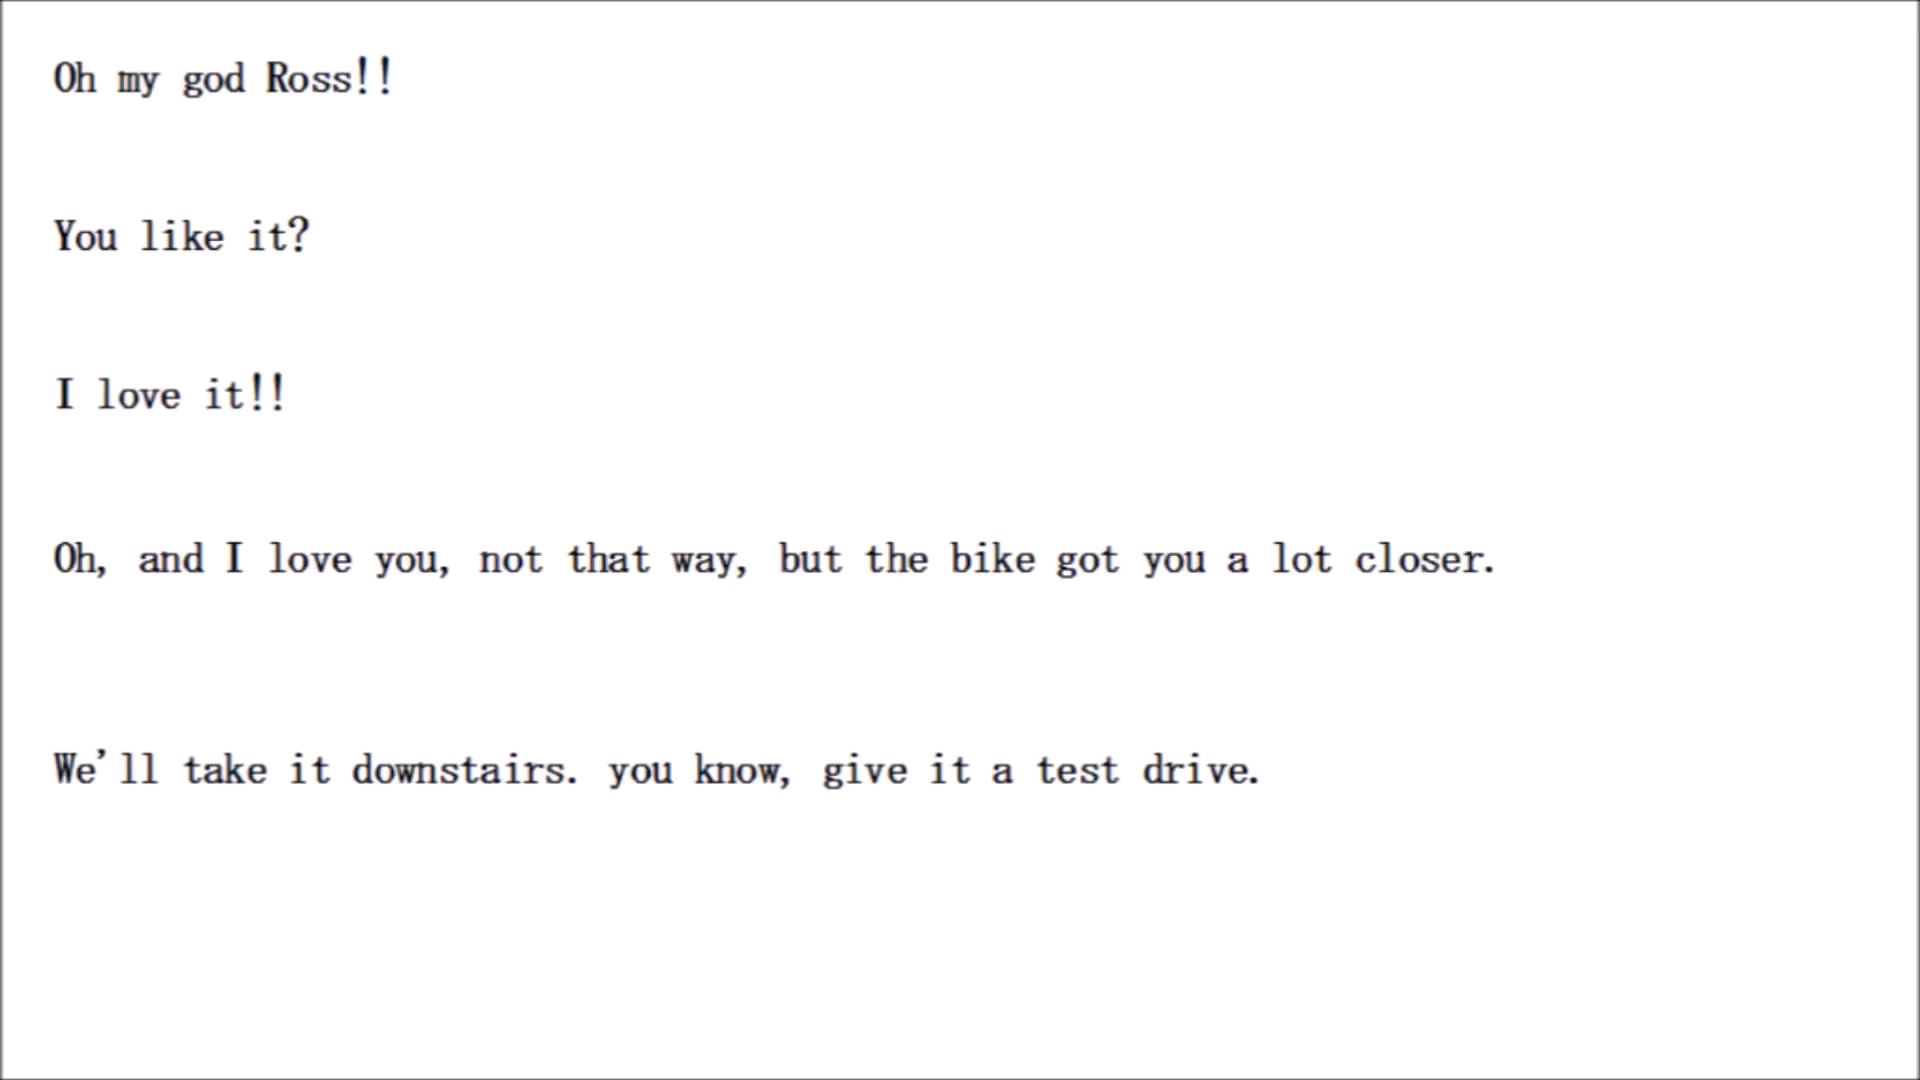 Oh my god Ross!!
You like it?
I love it!!
Oh, and I love you, not that way, but the bike got you a lot closer.
We'll take it downstairs. you know, give it a test drive.